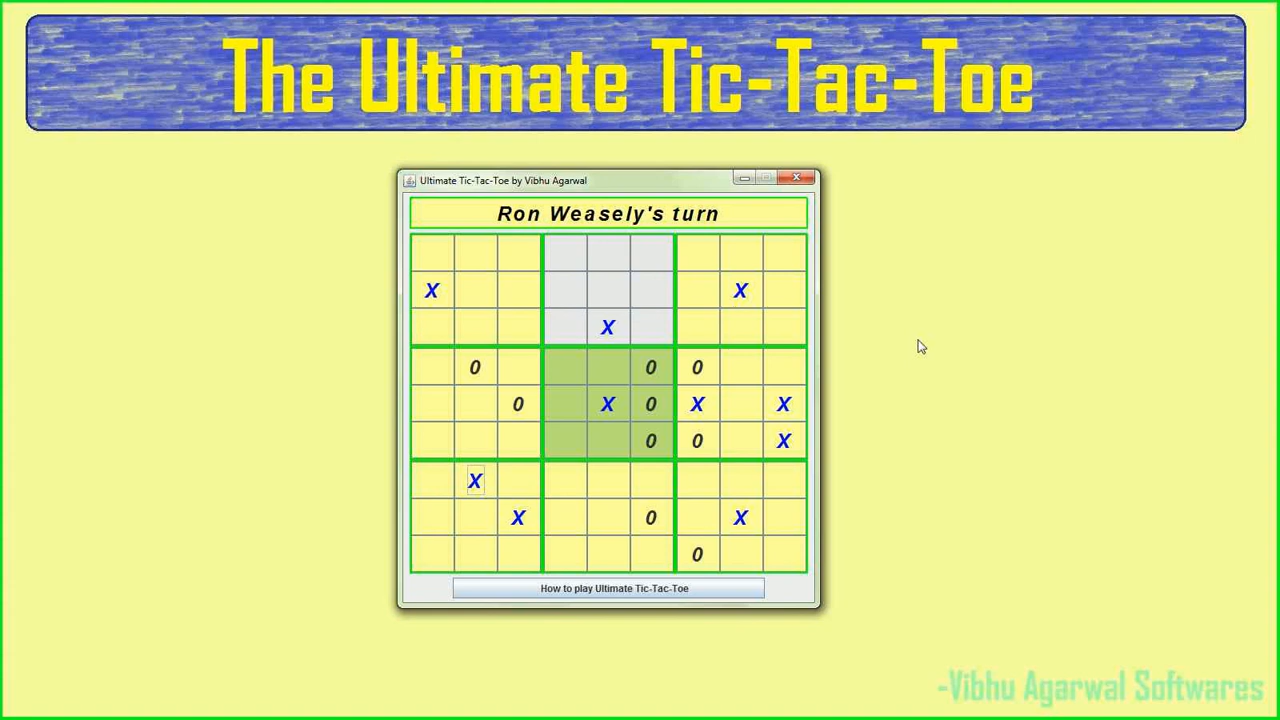 The Ultimate Tic-Tac-Toe
Ultimate Tic-Tac-Toe by Vibhu Agarwal
Ron Weasely's turn
X X
X
0 0 0
0 X 0 X X
0 0 X
X
X 0 X
0
How to play Ultimate Tic-Tac-Toe
-Vibhu Agarwal Softwares